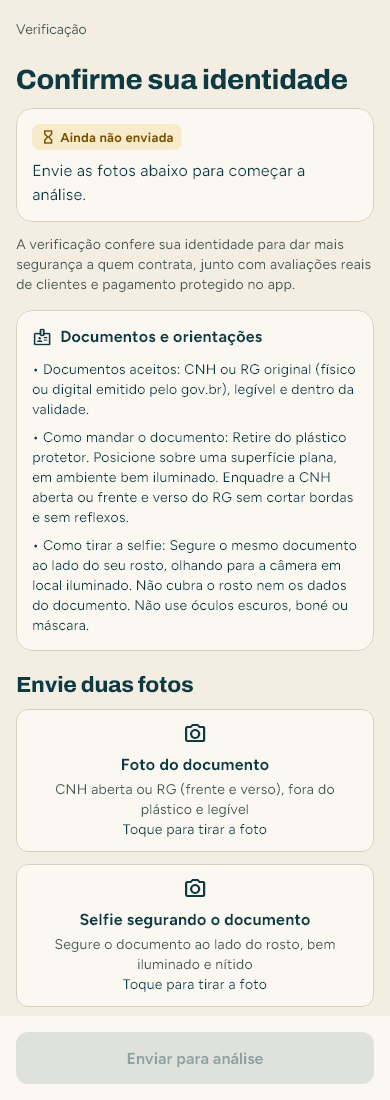 Verificação
Confirme sua identidade
Ainda não enviada
Envie as fotos abaixo para começar a
análise.
A verificação confere sua identidade para dar mais
segurança a quem contrata, junto com avaliações reais
de clientes e pagamento protegido no app.
Documentos e orientações
• Documentos aceitos: CNH ou RG original (físico
ou digital emitido pelo gov.br), legível e dentro da
validade.
• Como mandar o documento: Retire do plástico
protetor. Posicione sobre uma superfície plana,
em ambiente bem iluminado. Enquadre a CNH
aberta ou frente e verso do RG sem cortar bordas
e sem reflexos.
• Como tirar a selfie: Segure o mesmo documento
ao lado do seu rosto, olhando para a câmera em
local iluminado. Não cubra o rosto nem os dados
do documento. Não use óculos escuros, boné ou
máscara.
Envie duas fotos
Foto do documento
CNH aberta ou RG (frente e verso), fora do
plástico e legível
Toque para tirar a foto
Selfie segurando o documento
Segure o documento ao lado do rosto, bem
iluminado e nítido
Toque para tirar a foto
Enviar para análise